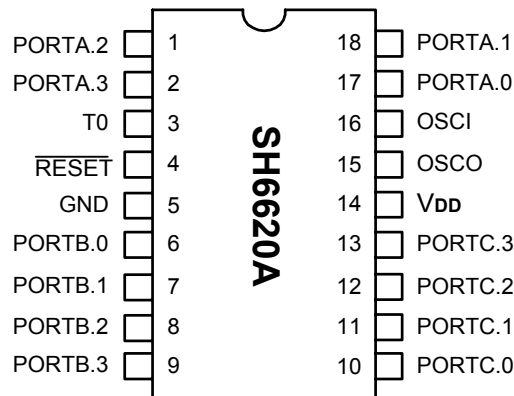 PORTA.2 1 18 PORTA.1
PORTA.3 2 17 PORTA.0
T0 3 16 OSCI
RESET 4 15 OSCO
GND 5 14 VDD
PORTB.0 6 13 PORTC.3
PORTB.1 7 12 PORTC.2
PORTB.2 8 11 PORTC.1
PORTB.3 9 10 PORTC.0
SH6620A